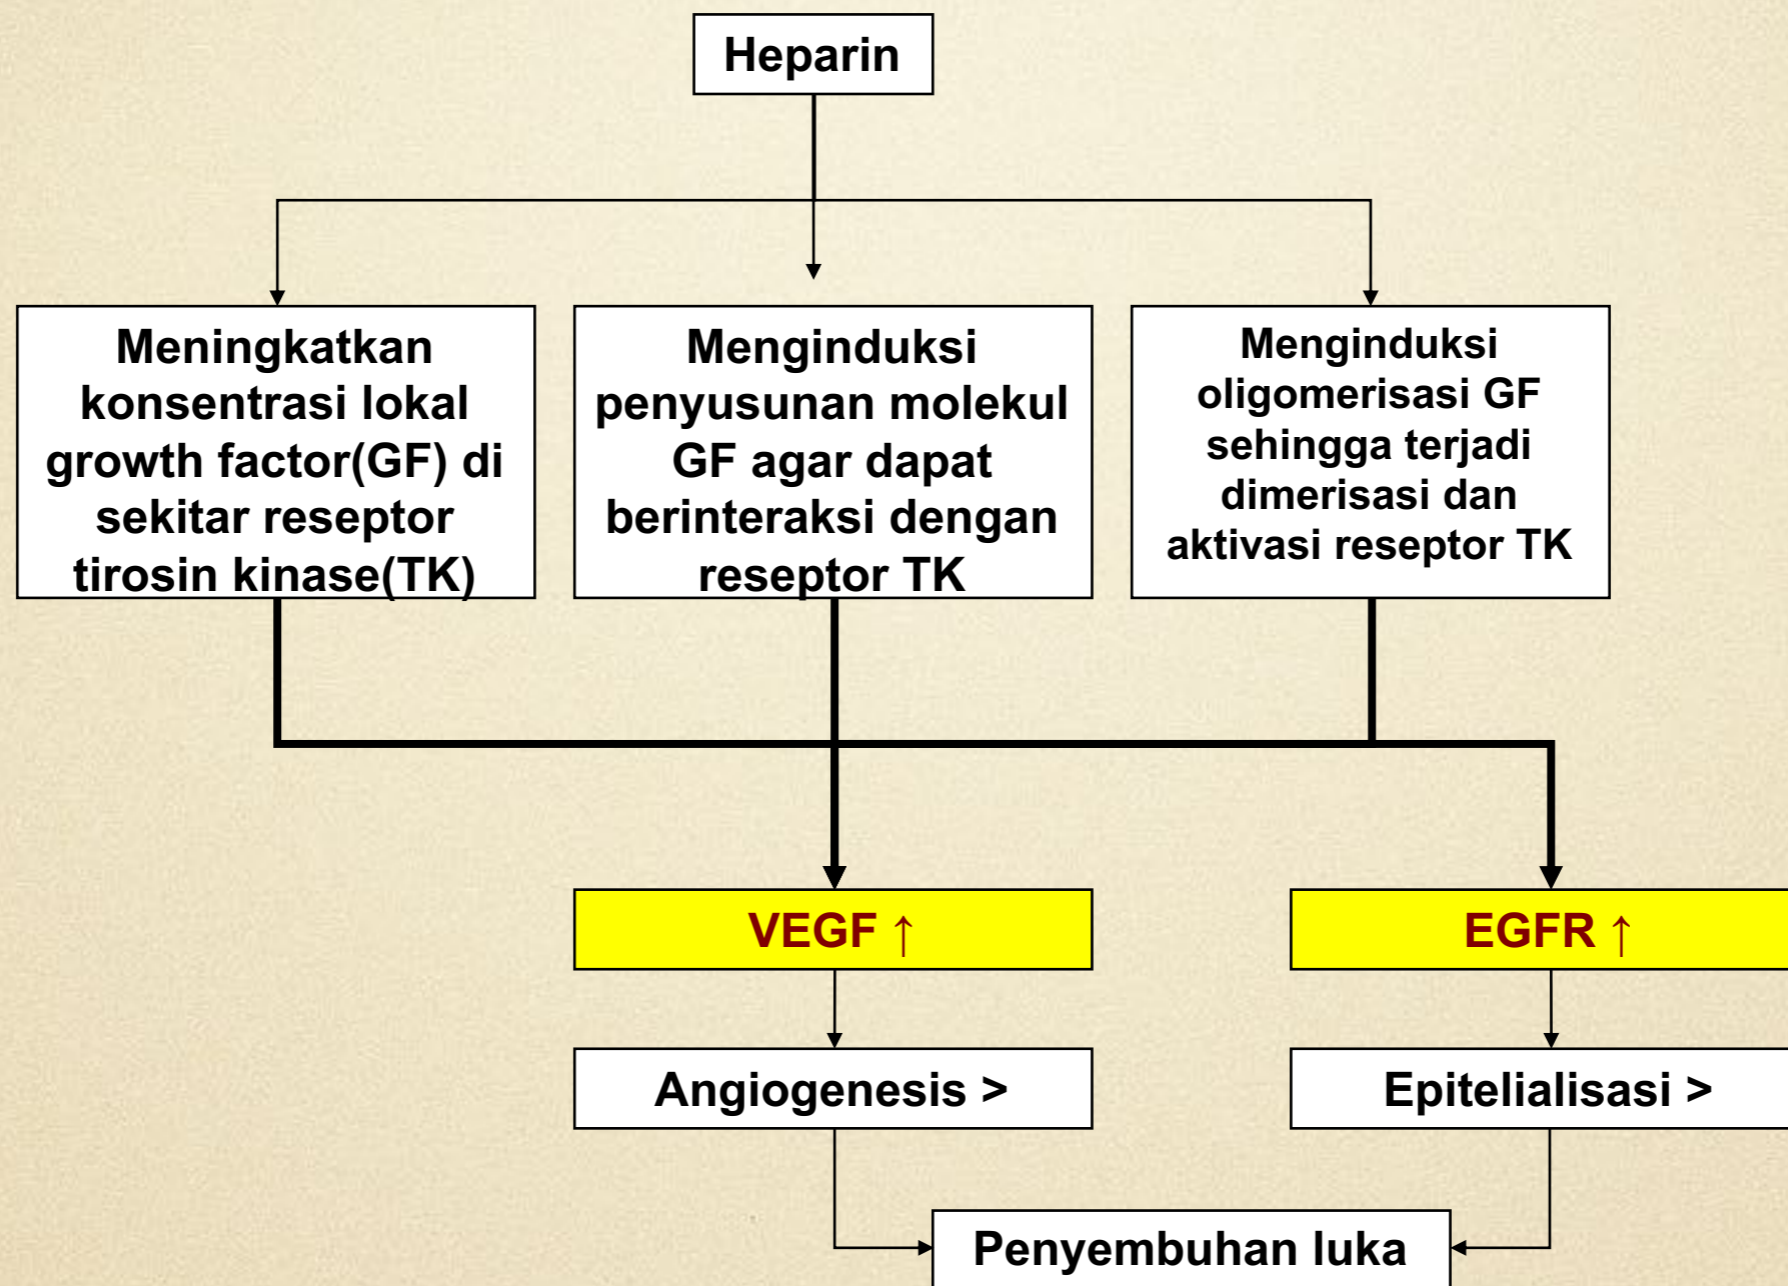 Heparin
Meningkatkan
konsentrasi lokal
growth factor(GF) di
sekitar reseptor
tirosin kinase(TK)
Menginduksi
penyusunan molekul
GF agar dapat
berinteraksi dengan
reseptor TK
Menginduksi
oligomerisasi GF
sehingga terjadi
dimerisasi dan
aktivasi reseptor TK
VEGF ↑
EGFR ↑
Angiogenesis >
Epitelialisasi >
Penyembuhan luka